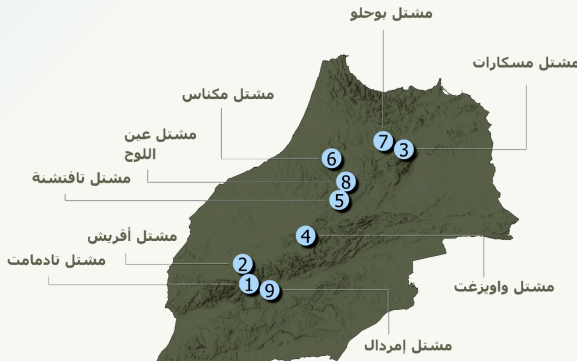 مشتل بوحلو
مشتل مسكارات
مشتل مكناس
مشتل عين
اللوح
مشتل تافتشنة
مشتل أقريش
مشتل تادمامت
مشتل واويزغت
مشتل إمردال
7
3
6
8
5
4
2
1
9